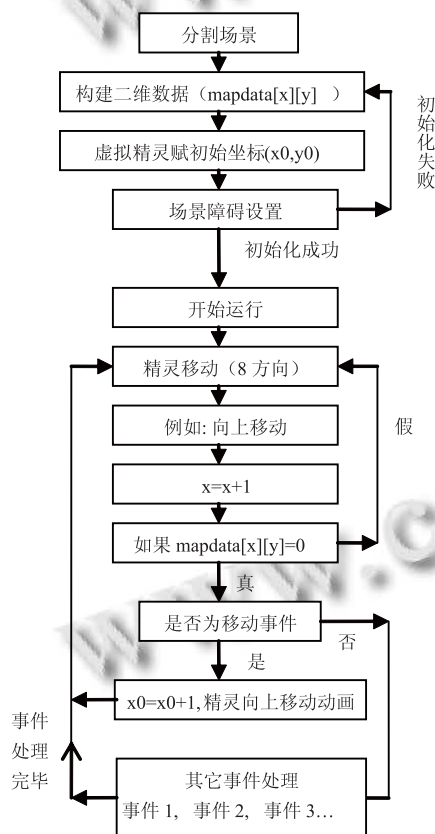 分割场景
构建二维数据（mapdata[x][y] ）
初始化失败
虚拟精灵赋初始坐标(x0,y0)
场景障碍设置
初始化成功
开始运行
精灵移动（8 方向）
例如: 向上移动
假
x=x+1
如果 mapdata[x][y]=0
真
是否为移动事件
否
是
x0=x0+1,精灵向上移动动画
事件
处理
完毕
其它事件处理
事件 1, 事件 2, 事件 3…